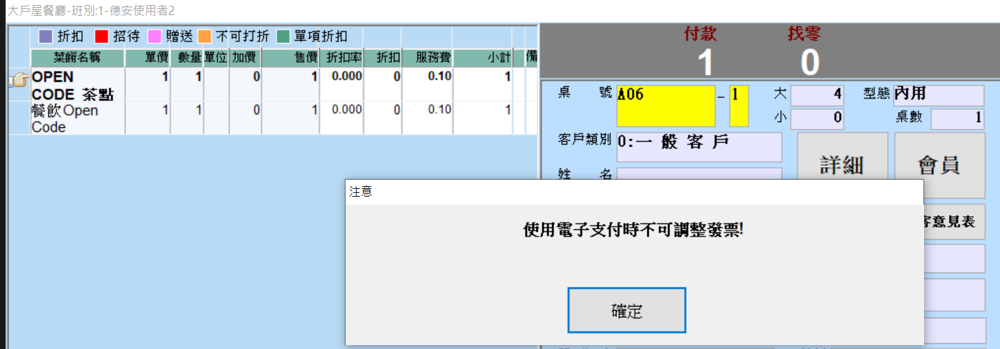 大戶屋餐廳-班別:1-德安使用者2
折扣 招待 贈送 不可打折 單項折扣
菜餚名稱 單價 數量 單位 加價 售價 折扣率 折扣 服務費 小計 備
OPEN CODE 茶點 1 1 0 1 0.000 0 0.10 1
餐飲Open Code 1 1 0 1 0.000 0 0.10 1
付款 找零
1 0
桌 號 A06 - 1 大 4 型態 內用
小 0 桌數 1
客戶類別 0:一 般 客 戶
詳細 會員
姓 名
注意
使用電子支付時不可調整發票!
意見表
確定